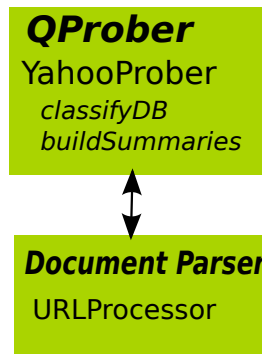 QProber
YahooProber
classifyDB
buildSummaries
Document Parser
URLProcessor